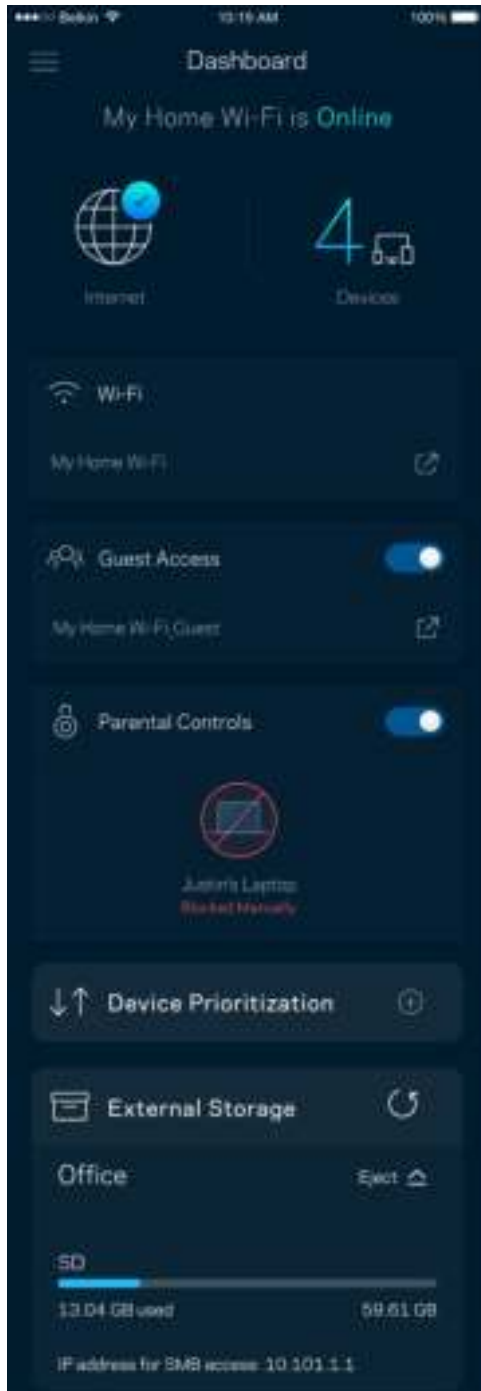 Belkin 10:15 AM 100%
Dashboard
My Home Wi-Fi is Online
4
Internet Devices
Wi-Fi
My Home Wi-Fi
Guest Access
My Home Wi-Fi_Guest
Parental Controls
Justin's Laptop
Blocked Manually
Device Prioritization
External Storage
Office Eject
SD
13.04 GB used 59.61 GB
IP address for SMB access: 10.101.1.1